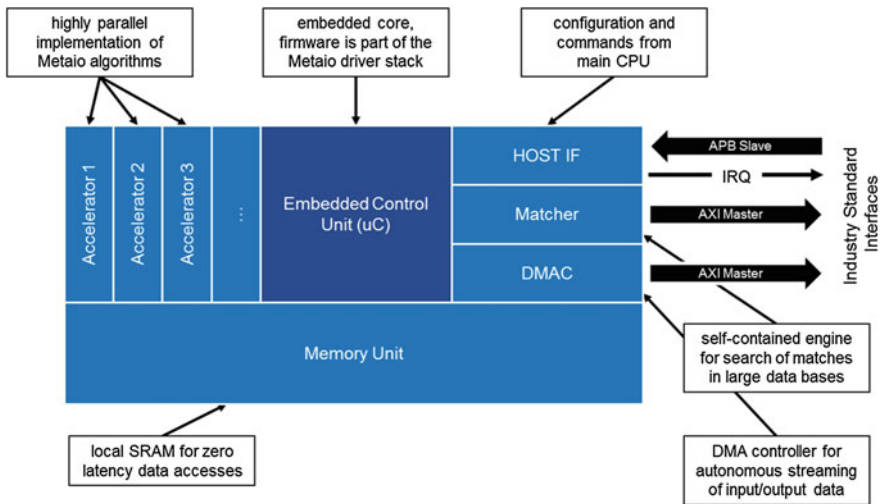 highly parallel
implementation of
Metaio algorithms
embedded core,
firmware is part of the
Metaio driver stack
configuration and
commands from
main CPU
Accelerator 1
Accelerator 2
Accelerator 3
...
Embedded Control
Unit (uC)
HOST IF
Matcher
DMAC
APB Slave
IRQ
AXI Master
AXI Master
Industry Standard
Interfaces
Memory Unit
self-contained engine
for search of matches
in large data bases
local SRAM for zero
latency data accesses
DMA controller for
autonomous streaming
of input/output data